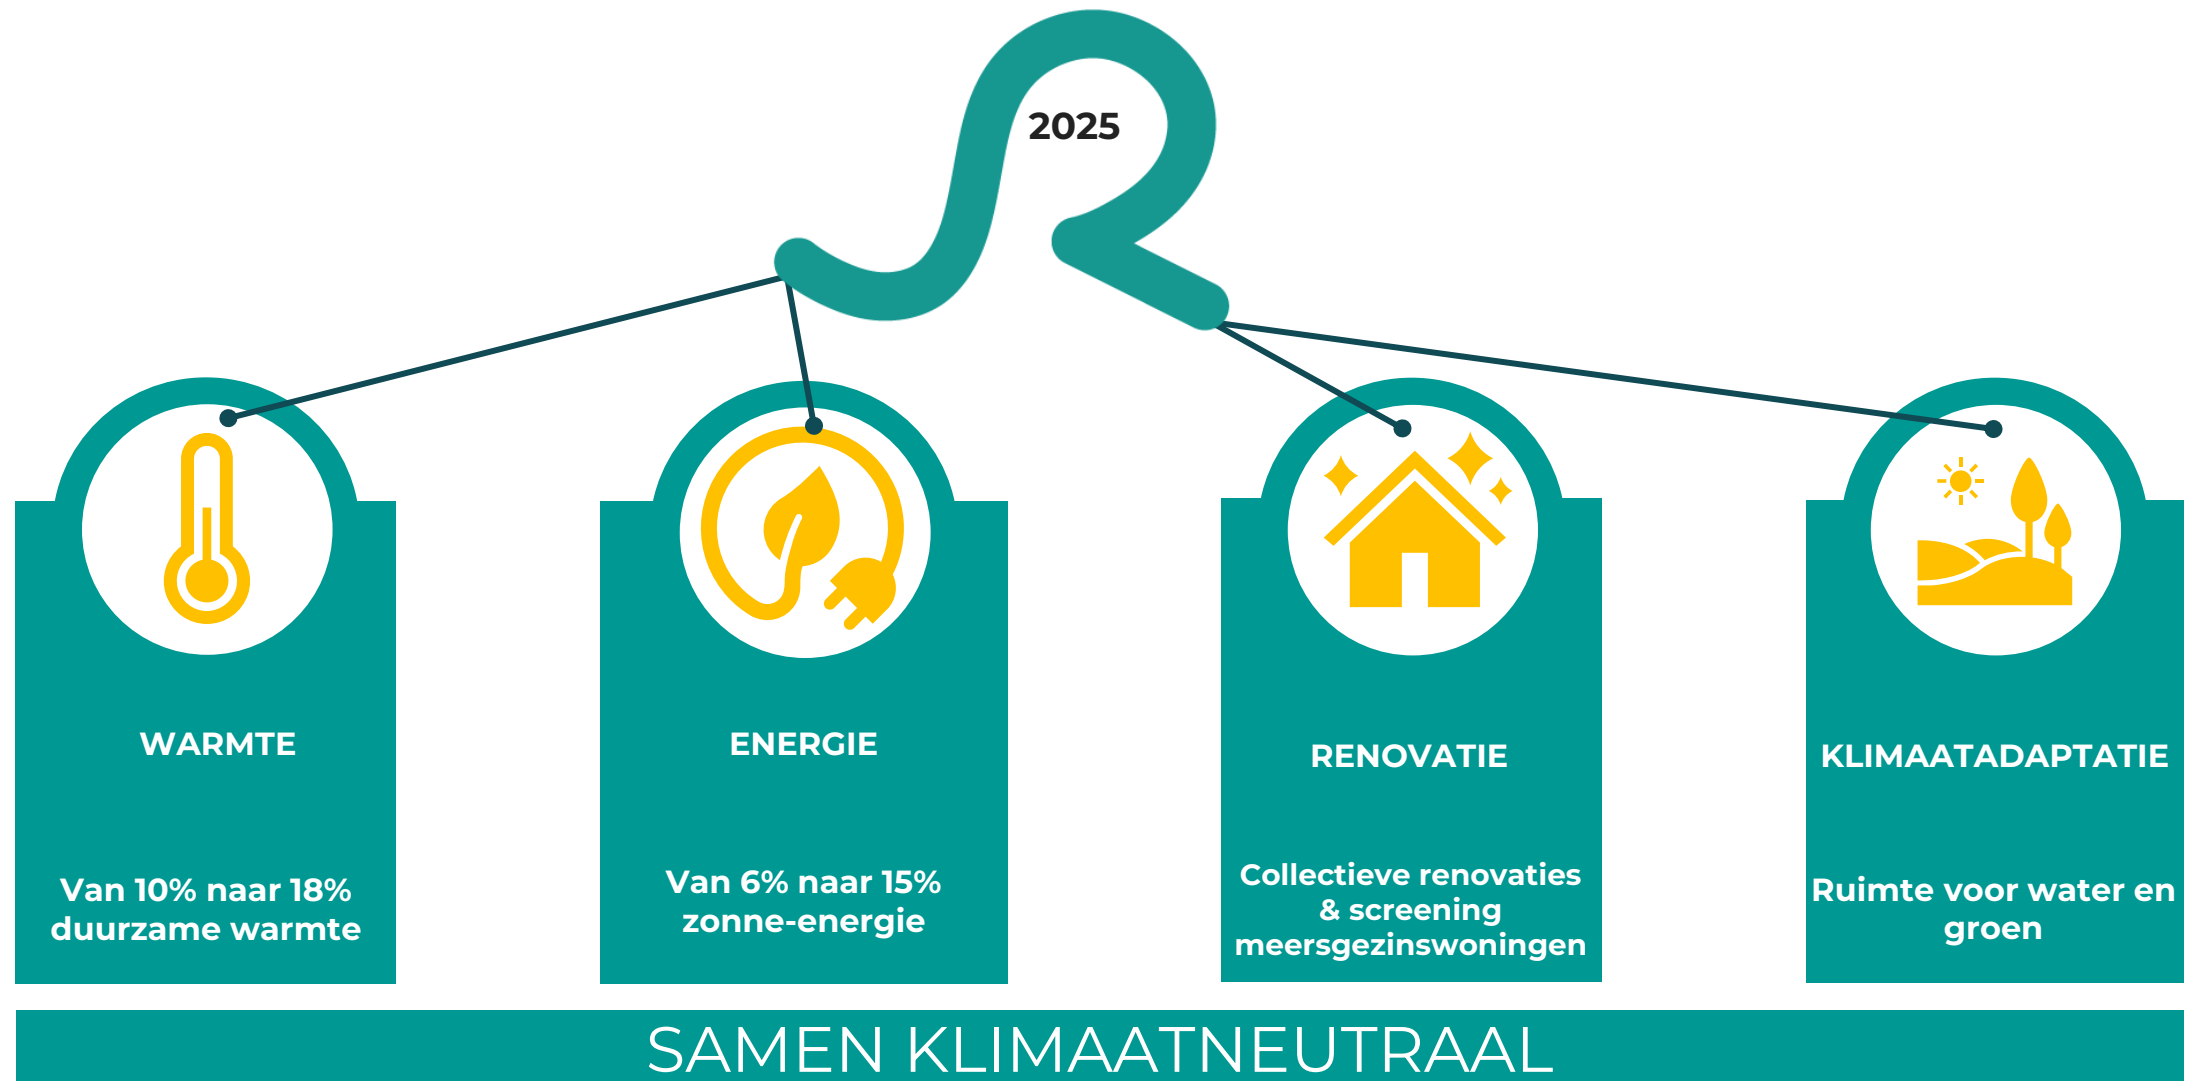 2025
WARMTE
Van 10% naar 18%
duurzame warmte
ENERGIE
Van 6% naar 15%
zonne-energie
RENOVATIE
Collectieve renovaties
& screening
meersgezinswoningen
KLIMAATADAPTATIE
Ruimte voor water en
groen
SAMEN KLIMAATNEUTRAAL